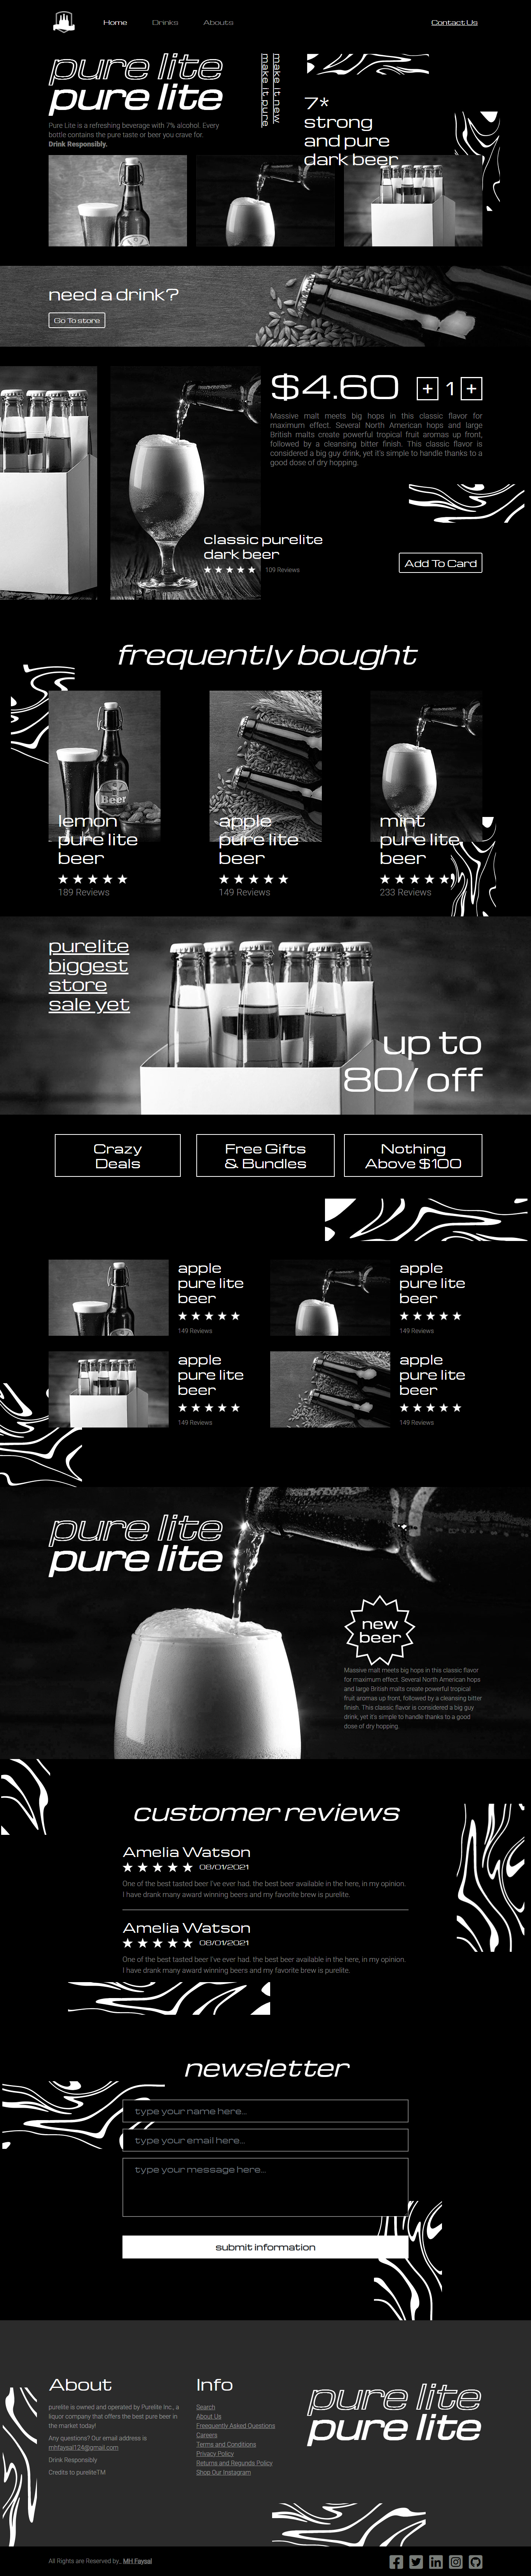 Home
Drinks
Abouts
Contact Us
pure lite
pure lite
Pure Lite is a refreshing beverage with 7% alcohol. Every
bottle contains the pure taste or beer you crave for.
Drink Responsibly.
make it new.
make it pure
7*
strong
and pure
dark beer
need a drink?
Go To store
$4.60
+ 1 +
Massive malt meets big hops in this classic flavor for
maximum effect. Several North American hops and large
British malts create powerful tropical fruit aromas up front,
followed by a cleansing bitter finish. This classic flavor is
considered a big guy drink, yet it's simple to handle thanks to a
good dose of dry hopping.
classic purelite
dark beer
109 Reviews
Add To Card
frequently bought
Beer
lemon
pure lite
beer
189 Reviews
apple
pure lite
beer
149 Reviews
mint
pure lite
beer
233 Reviews
purelite
biggest
store
sale yet
up to
80/ off
Crazy
Deals
Free Gifts
& Bundles
Nothing
Above $100
apple
pure lite
beer
149 Reviews
apple
pure lite
beer
149 Reviews
apple
pure lite
beer
149 Reviews
apple
pure lite
beer
149 Reviews
pure lite
pure lite
new
beer
Massive malt meets big hops in this classic flavor
for maximum effect. Several North American hops
and large British malts create powerful tropical
fruit aromas up front, followed by a cleansing bitter
finish. This classic flavor is considered a big guy
drink, yet it's simple to handle thanks to a good
dose of dry hopping.
customer reviews
Amelia Watson
06/01/2021
One of the best tasted beer I've ever had. the best beer available in the here, in my opinion.
I have drank many award winning beers and my favorite brew is purelite.
Amelia Watson
06/01/2021
One of the best tasted beer I've ever had. the best beer available in the here, in my opinion.
I have drank many award winning beers and my favorite brew is purelite.
newsletter
type your name here...
type your email here...
type your message here...
submit information
About
purelite is owned and operated by Purelite Inc., a
liquor company that offers the best pure beer in
the market today!
Any questions? Our email address is
mhfaysal124@gmail.com
Drink Responsibly
Credits to pureliteTM
Info
Search
About Us
Freequently Asked Questions
Careers
Terms and Conditions
Privacy Policy
Returns and Requnds Policy
Shop Our Instagram
pure lite
pure lite
All Rights are Reserved by , MH Faysal